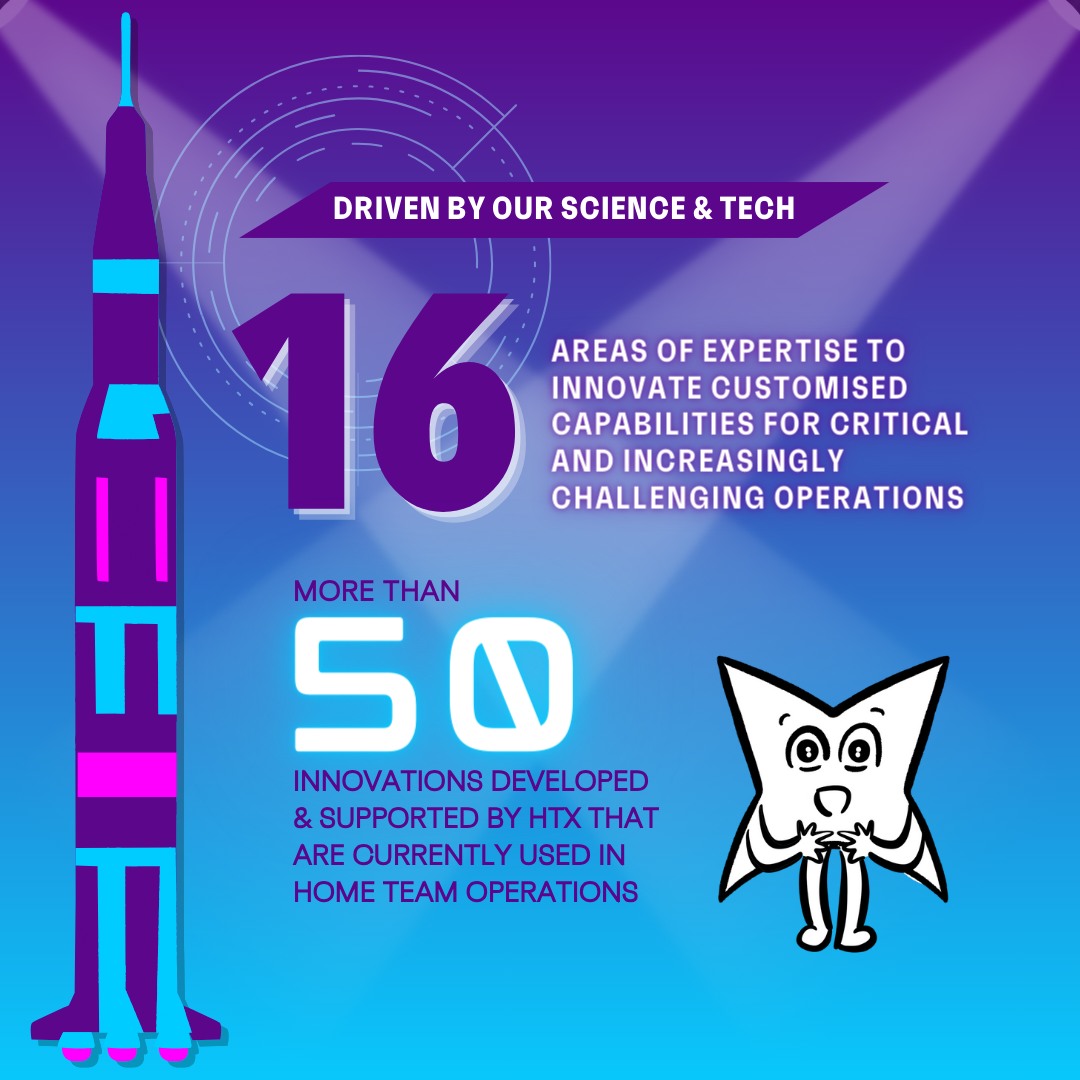 DRIVEN BY OUR SCIENCE & TECH
16
AREAS OF EXPERTISE TO
INNOVATE CUSTOMISED
CAPABILITIES FOR CRITICAL
AND INCREASINGLY
CHALLENGING OPERATIONS
MORE THAN
50
INNOVATIONS DEVELOPED
& SUPPORTED BY HTX THAT
ARE CURRENTLY USED IN
HOME TEAM OPERATIONS